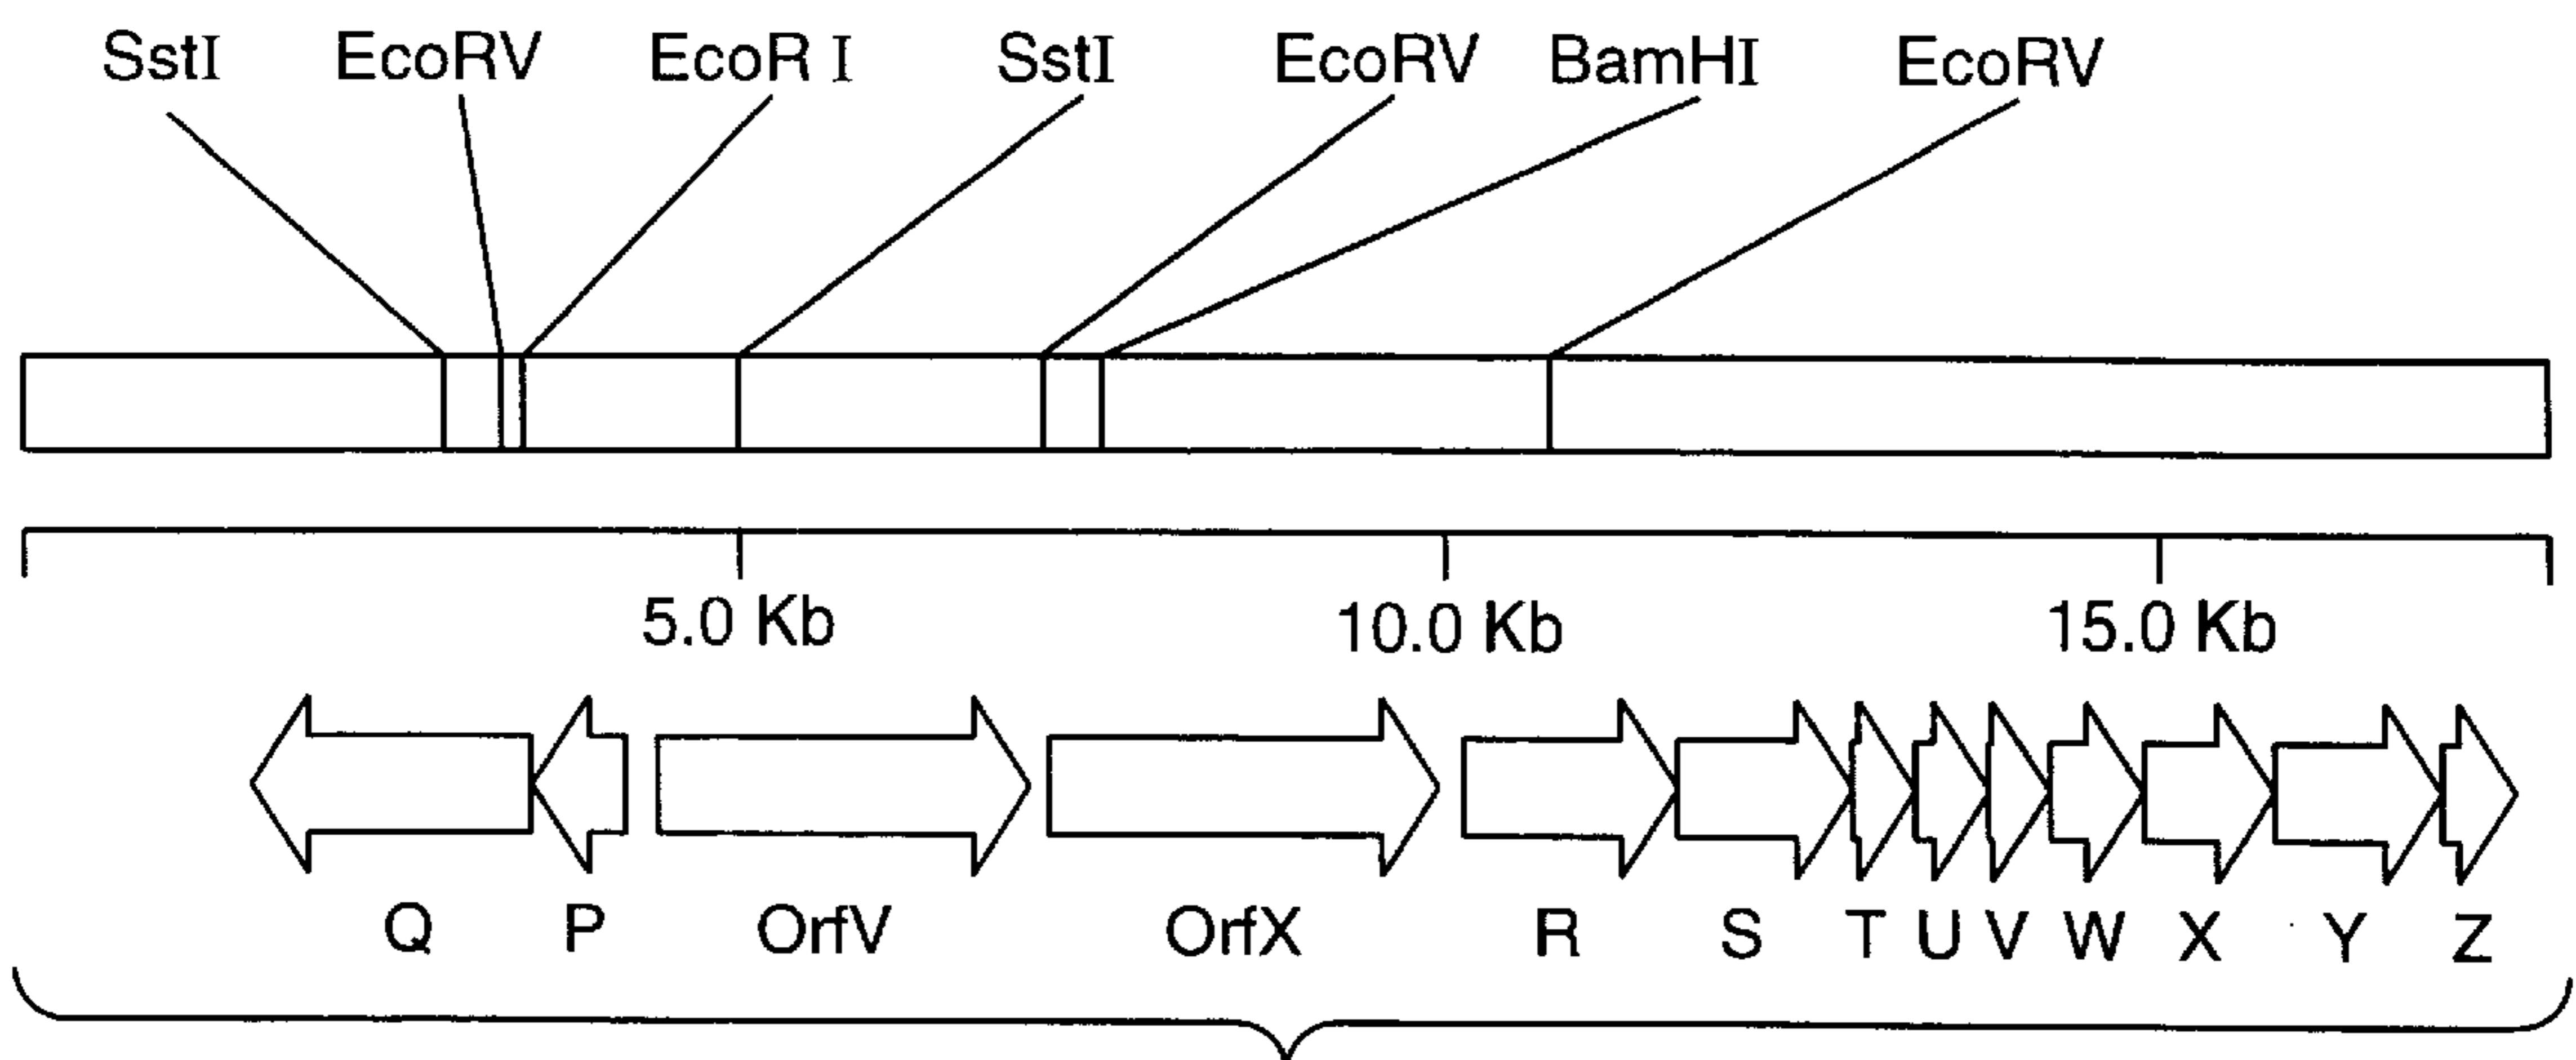 SstI EcoRV EcoR I SstI EcoRV BamHI EcoRV
5.0 Kb 10.0 Kb 15.0 Kb
Q P OrfV OrfX R S T U V W X Y Z